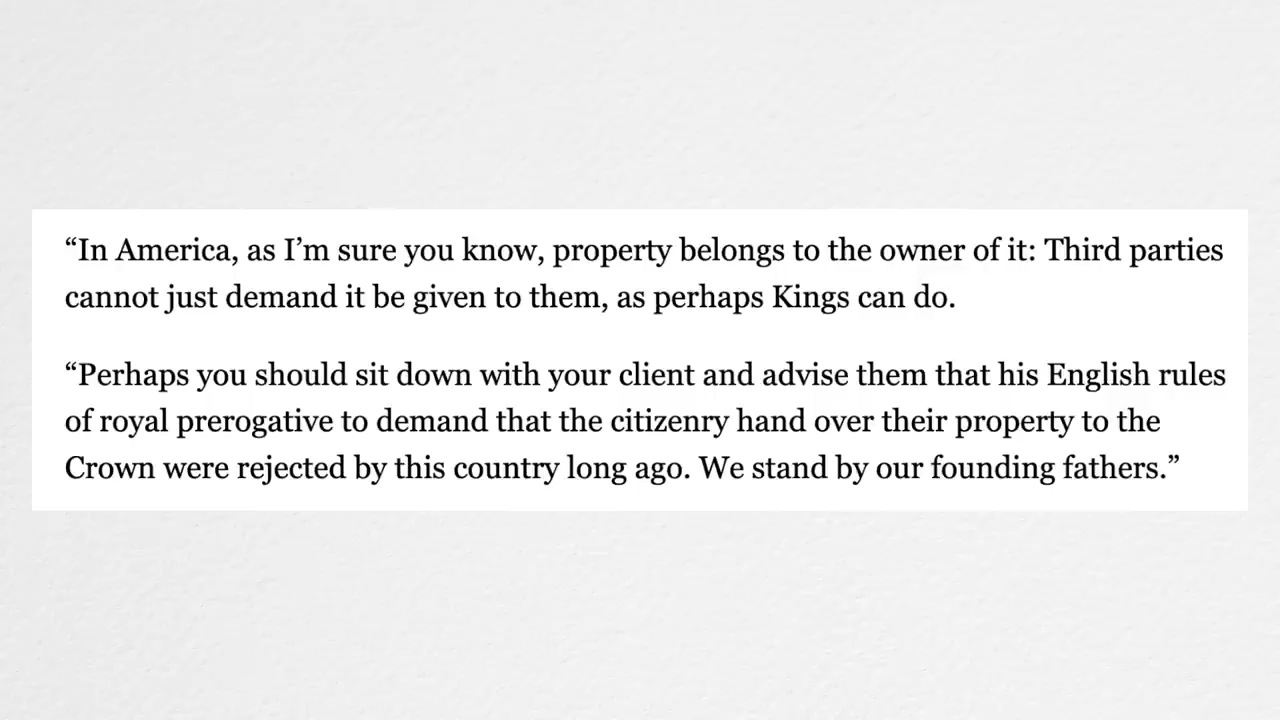 “In America, as I’m sure you know, property belongs to the owner of it: Third parties
cannot just demand it be given to them, as perhaps Kings can do.
“Perhaps you should sit down with your client and advise them that his English rules
of royal prerogative to demand that the citizenry hand over their property to the
Crown were rejected by this country long ago. We stand by our founding fathers.”